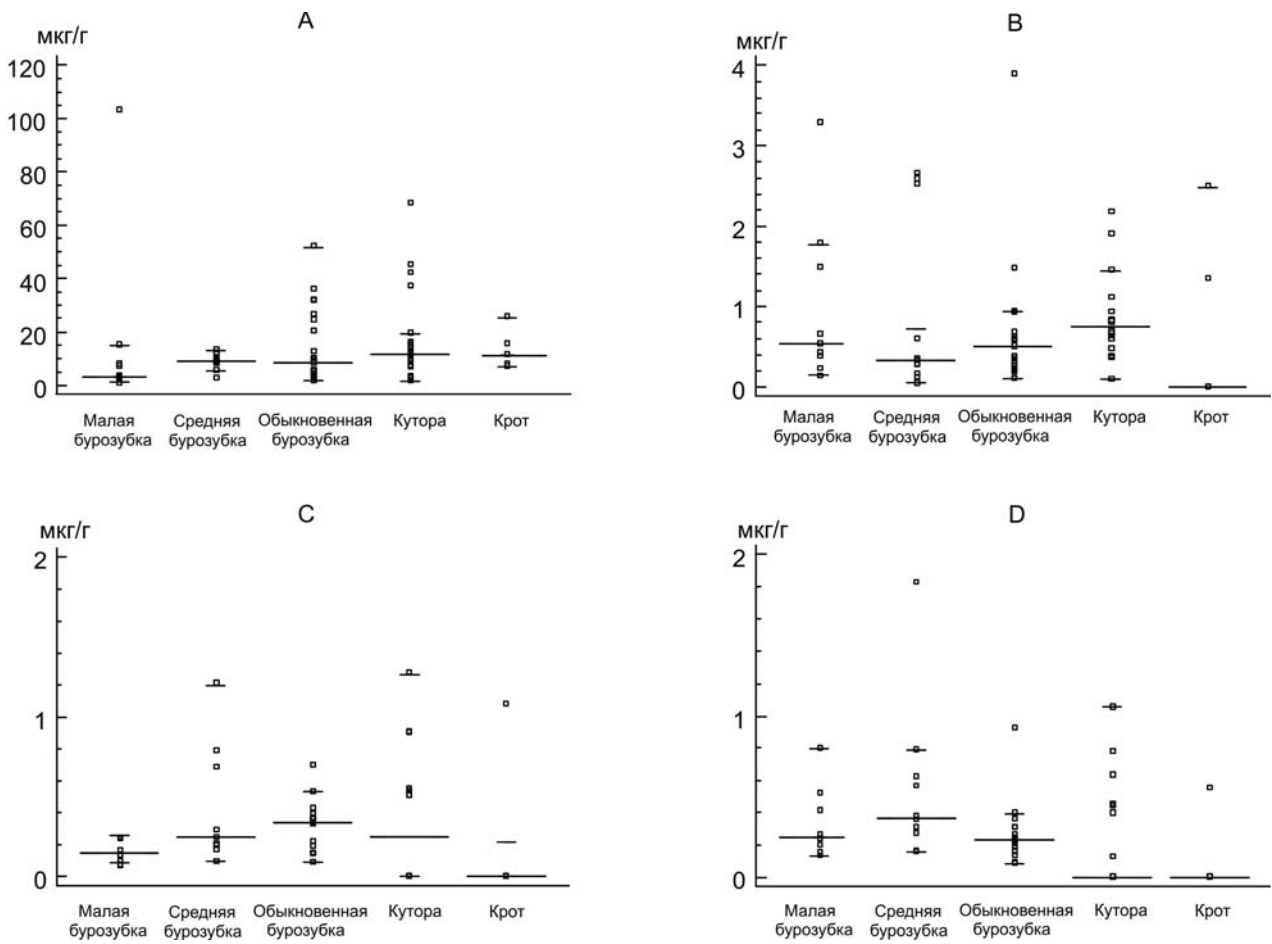 A
мкг/г
120
100
80
60
40
20
0
Малая
бурозубка
Средняя
бурозубка
Обыкновенная
бурозубка
Кутора
Крот
B
мкг/г
4
3
2
1
0
Малая
бурозубка
Средняя
бурозубка
Обыкновенная
бурозубка
Кутора
Крот
C
мкг/г
2
1
0
Малая
бурозубка
Средняя
бурозубка
Обыкновенная
бурозубка
Кутора
Крот
D
мкг/г
2
1
0
Малая
бурозубка
Средняя
бурозубка
Обыкновенная
бурозубка
Кутора
Крот